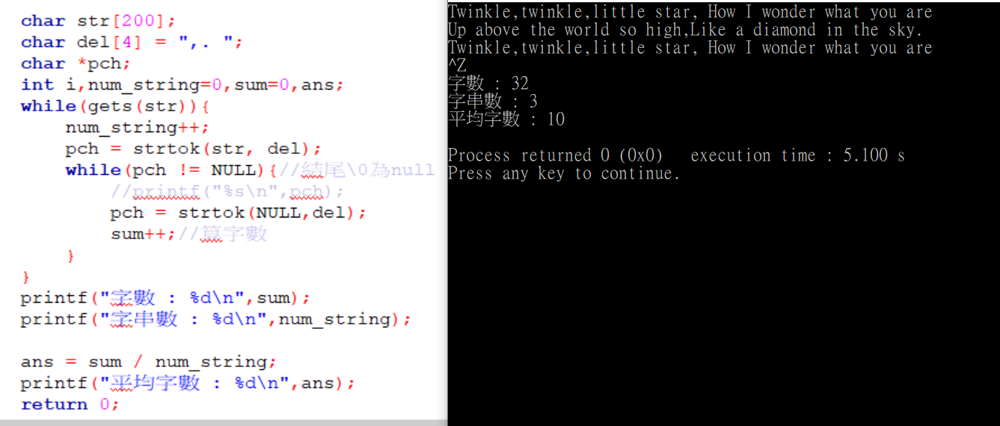 char str[200];
char del[4] = ",. ";
char *pch;
int i,num_string=0,sum=0,ans;
while(gets(str)){
    num_string++;
    pch = strtok(str, del);
    while(pch != NULL){//結尾\0為null
        //printf("%s\n",pch);
        pch = strtok(NULL,del);
        sum++;//算字數
    }
}
printf("字數 : %d\n",sum);
printf("字串數 : %d\n",num_string);
ans = sum / num_string;
printf("平均字數 : %d\n",ans);
return 0;
Twinkle,twinkle,little star, How I wonder what you are
Up above the world so high,Like a diamond in the sky.
Twinkle,twinkle,little star, How I wonder what you are
^Z
字數 : 32
字串數 : 3
平均字數 : 10
Process returned 0 (0x0)   execution time : 5.100 s
Press any key to continue.